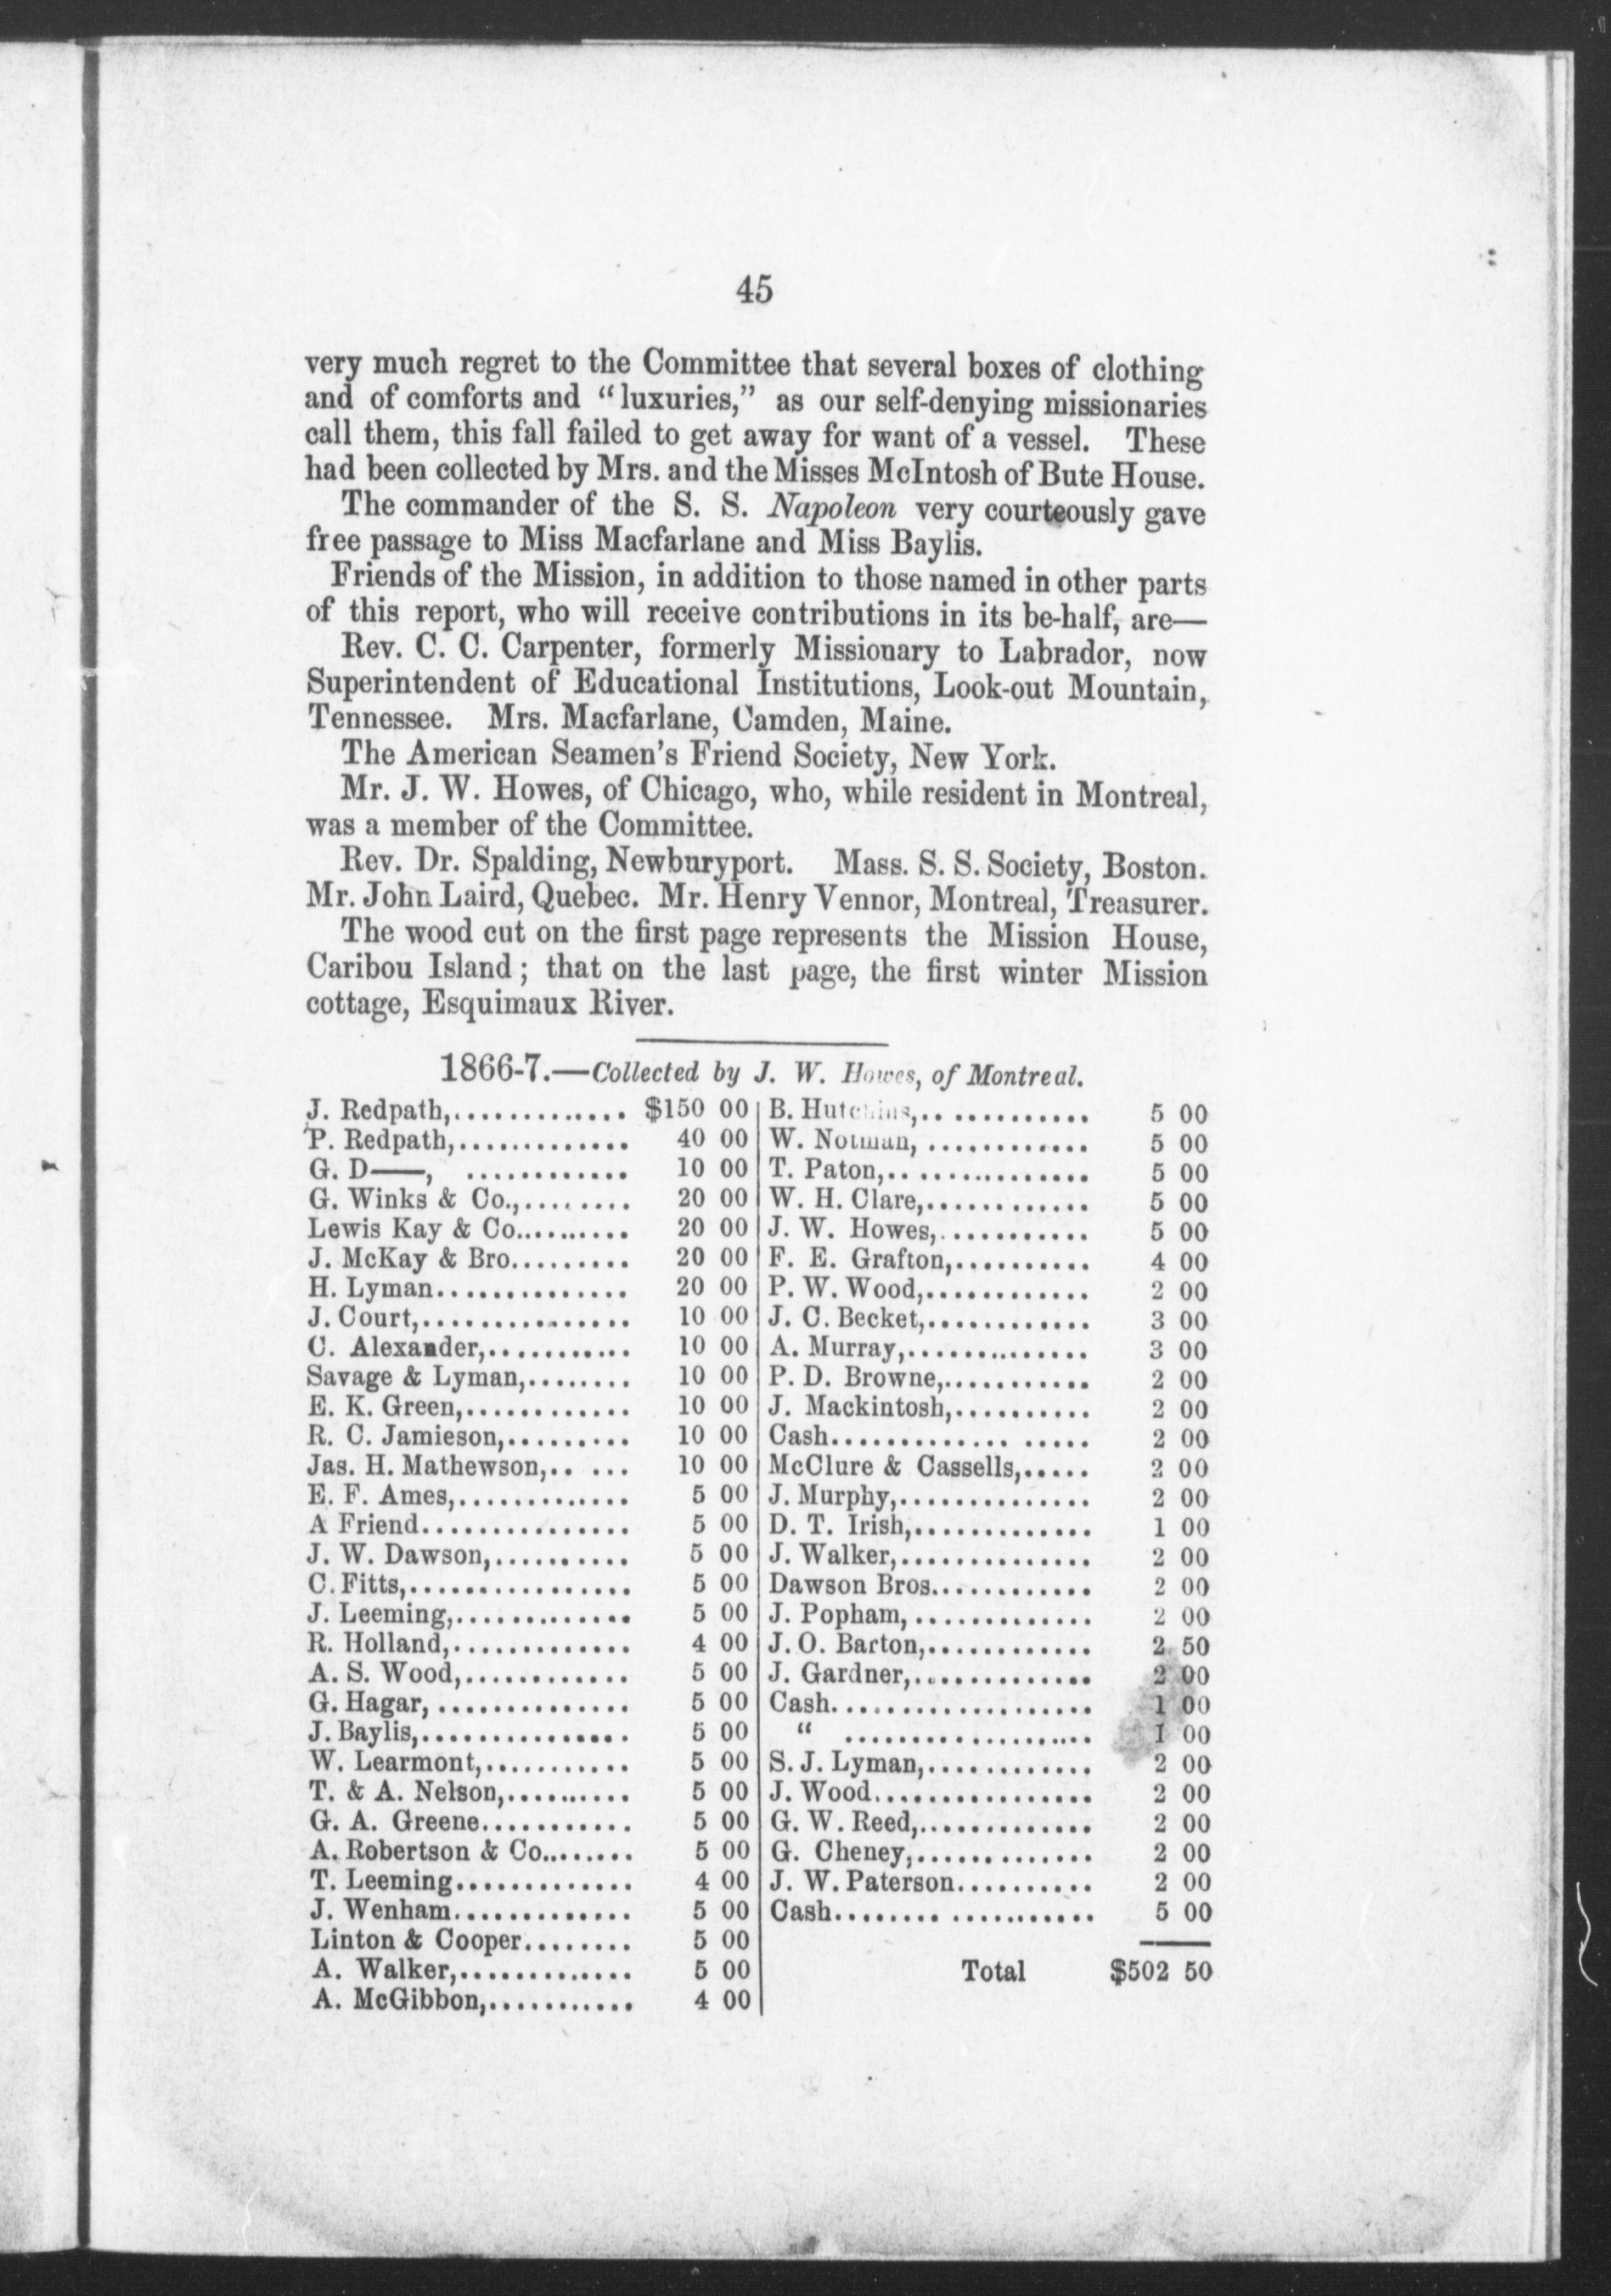 45
very much regret to the Committee that several boxes of clothing
and of comforts and "luxuries," as our self-denying missionaries
call them, this fall failed to get away for want of a vessel. These
had been collected by Mrs. and the Misses McIntosh of Bute House.
The commander of the S. S. Napoleon very courteously gave
free passage to Miss Macfarlane and Miss Baylis.
Friends of the Mission, in addition to those named in other parts
of this report, who will receive contributions in its be-half, are—
Rev. C. C. Carpenter, formerly Missionary to Labrador, now
Superintendent of Educational Institutions, Look-out Mountain,
Tennessee. Mrs. Macfarlane, Camden, Maine.
The American Seamen's Friend Society, New York.
Mr. J. W. Howes, of Chicago, who, while resident in Montreal,
was a member of the Committee.
Rev. Dr. Spalding, Newburyport. Mass. S. S. Society, Boston.
Mr. John Laird, Quebec. Mr. Henry Vennor, Montreal, Treasurer.
The wood cut on the first page represents the Mission House,
Caribou Island; that on the last page, the first winter Mission
cottage, Esquimaux River.
1866-7.—Collected by J. W. Howes, of Montreal.
J. Redpath,.............. $150 00
P. Redpath,.............. 40 00
G. D——, ............ 10 00
G. Winks & Co.,........ 20 00
Lewis Kay & Co.......... 20 00
J. McKay & Bro......... 20 00
H. Lyman.............. 20 00
J. Court,............... 10 00
C. Alexander,........... 10 00
Savage & Lyman,........ 10 00
E. K. Green,............ 10 00
R. C. Jamieson,......... 10 00
Jas. H. Mathewson,.. ... 10 00
E. F. Ames,............. 5 00
A Friend............... 5 00
J. W. Dawson,.......... 5 00
C. Fitts,................ 5 00
J. Leeming,............. 5 00
R. Holland,............. 4 00
A. S. Wood,............ 5 00
G. Hagar, .............. 5 00
J. Baylis,............... 5 00
W. Learmont,........... 5 00
T. & A. Nelson,......... 5 00
G. A. Greene........... 5 00
A. Robertson & Co........ 5 00
T. Leeming............. 4 00
J. Wenham............. 5 00
Linton & Cooper........ 5 00
A. Walker,............. 5 00
A. McGibbon,........... 4 00
B. Hutchins,.. .......... 5 00
W. Notman, ............ 5 00
T. Paton,.. ............. 5 00
W. H. Clare,............ 5 00
J. W. Howes,........... 5 00
F. E. Grafton,.......... 4 00
P. W. Wood,............ 2 00
J. C. Becket,............ 3 00
A. Murray,............. 3 00
P. D. Browne,........... 2 00
J. Mackintosh,.......... 2 00
Cash............. ..... 2 00
McClure & Cassells,..... 2 00
J. Murphy,.............. 2 00
D. T. Irish,............. 1 00
J. Walker,.............. 2 00
Dawson Bros............ 2 00
J. Popham, ............. 2 00
J. O. Barton,............ 2 50
J. Gardner,............. 2 00
Cash................... 1 00
" .................. 1 00
S. J. Lyman,............ 2 00
J. Wood................ 2 00
G. W. Reed,............. 2 00
G. Cheney,............. 2 00
J. W. Paterson.......... 2 00
Cash........ ........... 5 00
Total $502 50